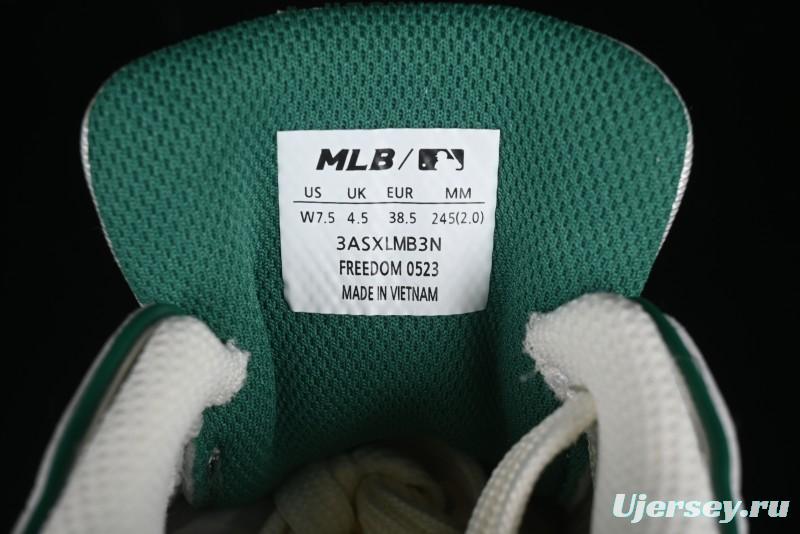 MLB /
US UK EUR MM
W7.5 4.5 38.5 245(2.0)
3ASXLMB3N
FREEDOM 0523
MADE IN VIETNAM
Ujersey.ru